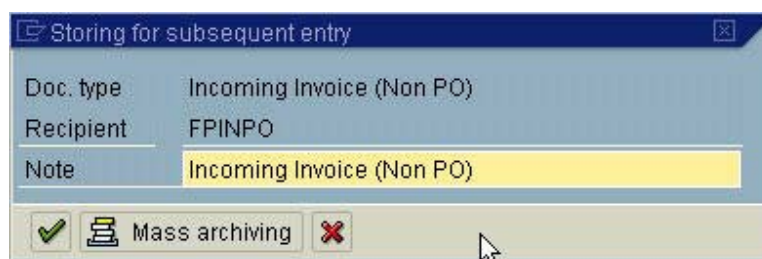 Storing for subsequent entry
Doc. type Incoming Invoice (Non PO)
Recipient FPINPO
Note Incoming Invoice (Non PO)
Mass archiving